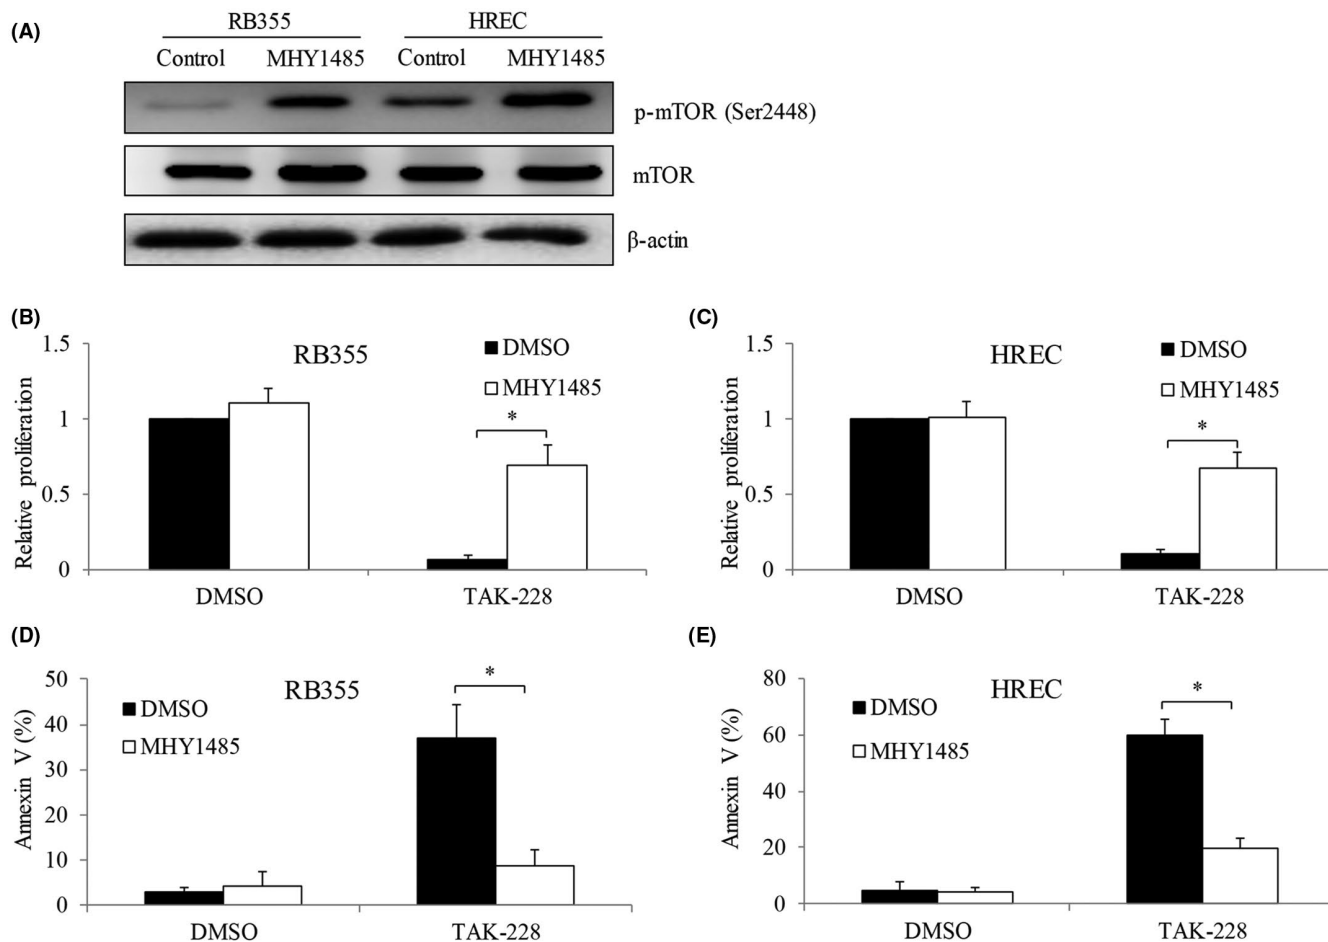 (A)
RB355 HREC
Control MHY1485 Control MHY1485
p-mTOR (Ser2448)
mTOR
β-actin
(B)
RB355
DMSO
MHY1485
*
Relative proliferation
1.5
1
0.5
0
DMSO TAK-228
(C)
HREC
DMSO
MHY1485
*
Relative proliferation
1.5
1
0.5
0
DMSO TAK-228
(D)
RB355
DMSO
MHY1485
*
Annexin V (%)
50
40
30
20
10
0
DMSO TAK-228
(E)
HREC
DMSO
MHY1485
*
Annexin V (%)
80
60
40
20
0
DMSO TAK-228